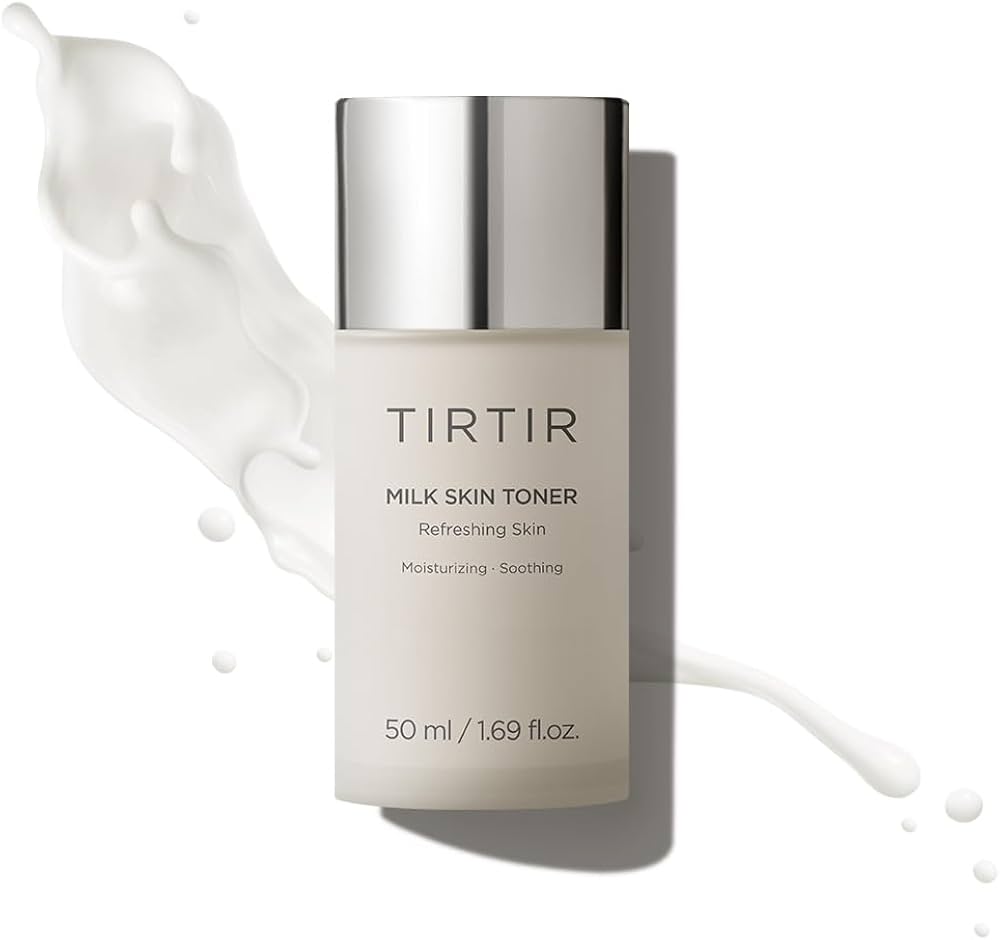 TIRTIR
MILK SKIN TONER
Refreshing Skin
Moisturizing · Soothing
50 ml / 1.69 fl.oz.